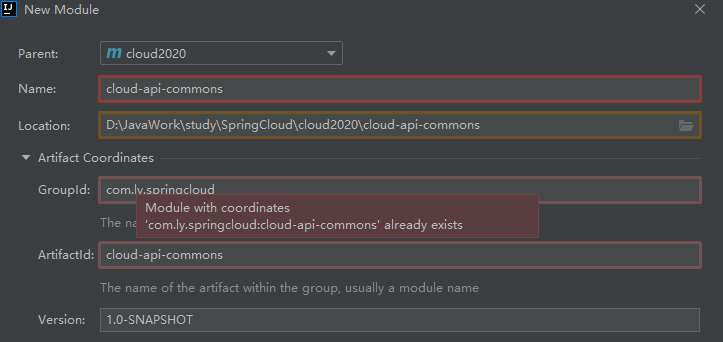 New Module
Parent: m cloud2020
Name: cloud-api-commons
Location: D:\JavaWork\study\SpringCloud\cloud2020\cloud-api-commons
Artifact Coordinates
GroupId: com.ly.springcloud
The na
Module with coordinates
'com.ly.springcloud:cloud-api-commons' already exists
ArtifactId: cloud-api-commons
The name of the artifact within the group, usually a module name
Version: 1.0-SNAPSHOT